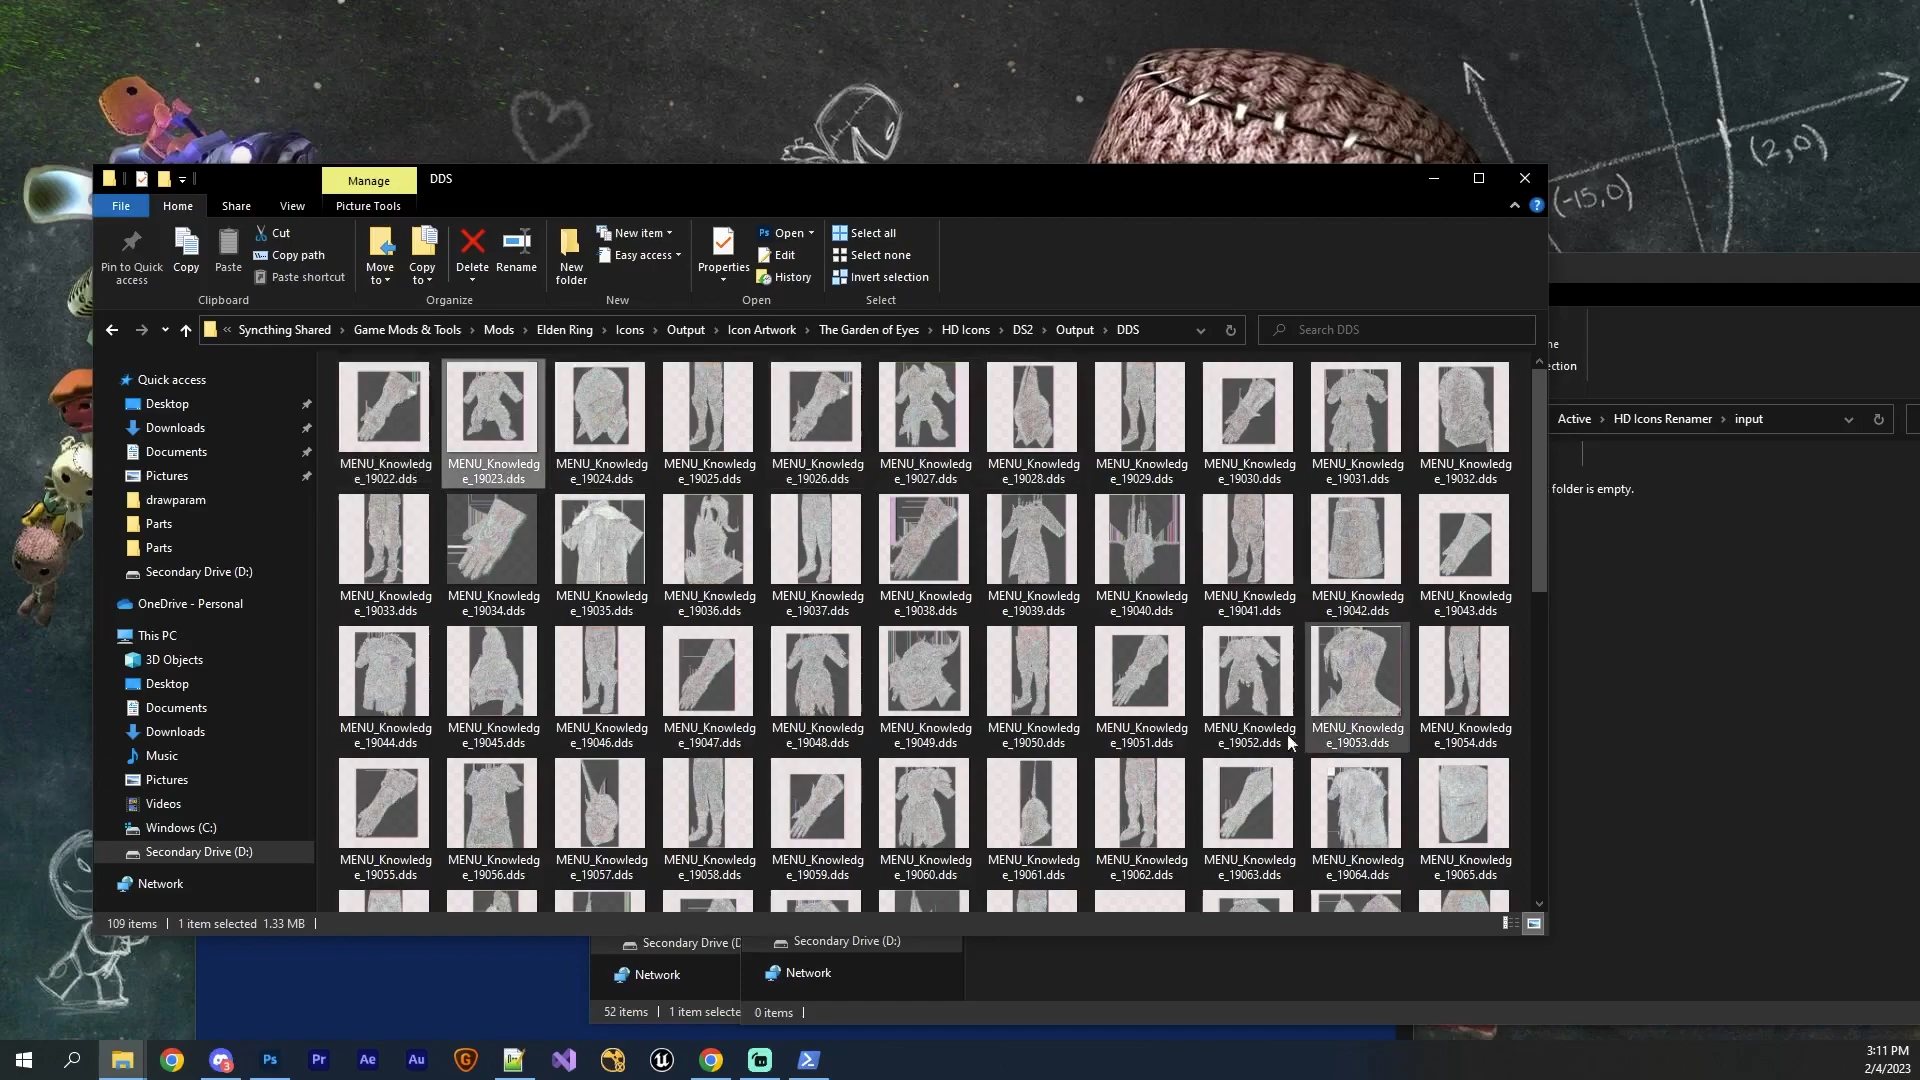 (2,0)
(-15,0)
Manage
DDS
File
Home
Share
View
Picture Tools
Pin to Quick access
Copy
Paste
Cut
Copy path
Paste shortcut
Clipboard
Move to
Copy to
Delete
Rename
Organize
New folder
New item
Easy access
New
Properties
Open
Edit
History
Open
Select all
Select none
Invert selection
Select
« Syncthing Shared > Game Mods & Tools > Mods > Elden Ring > Icons > Output > Icon Artwork > The Garden of Eyes > HD Icons > DS2 > Output > DDS
Search DDS
Quick access
Desktop
Downloads
Documents
Pictures
drawparam
Parts
Parts
Secondary Drive (D:)
OneDrive - Personal
This PC
3D Objects
Desktop
Documents
Downloads
Music
Pictures
Videos
Windows (C:)
Secondary Drive (D:)
Network
MENU_Knowledge_19022.dds
MENU_Knowledge_19023.dds
MENU_Knowledge_19024.dds
MENU_Knowledge_19025.dds
MENU_Knowledge_19026.dds
MENU_Knowledge_19027.dds
MENU_Knowledge_19028.dds
MENU_Knowledge_19029.dds
MENU_Knowledge_19030.dds
MENU_Knowledge_19031.dds
MENU_Knowledge_19032.dds
MENU_Knowledge_19033.dds
MENU_Knowledge_19034.dds
MENU_Knowledge_19035.dds
MENU_Knowledge_19036.dds
MENU_Knowledge_19037.dds
MENU_Knowledge_19038.dds
MENU_Knowledge_19039.dds
MENU_Knowledge_19040.dds
MENU_Knowledge_19041.dds
MENU_Knowledge_19042.dds
MENU_Knowledge_19043.dds
MENU_Knowledge_19044.dds
MENU_Knowledge_19045.dds
MENU_Knowledge_19046.dds
MENU_Knowledge_19047.dds
MENU_Knowledge_19048.dds
MENU_Knowledge_19049.dds
MENU_Knowledge_19050.dds
MENU_Knowledge_19051.dds
MENU_Knowledge_19052.dds
MENU_Knowledge_19053.dds
MENU_Knowledge_19054.dds
MENU_Knowledge_19055.dds
MENU_Knowledge_19056.dds
MENU_Knowledge_19057.dds
MENU_Knowledge_19058.dds
MENU_Knowledge_19059.dds
MENU_Knowledge_19060.dds
MENU_Knowledge_19061.dds
MENU_Knowledge_19062.dds
MENU_Knowledge_19063.dds
MENU_Knowledge_19064.dds
MENU_Knowledge_19065.dds
109 items | 1 item selected 1.33 MB
ne
ection
Active > HD Icons Renamer > input
folder is empty.
Secondary Drive (D
Network
52 items | 1 item selecte
Secondary Drive (D:)
Network
0 items
3
Ps
Pr
Ae
Au
3:11 PM
2/4/2023